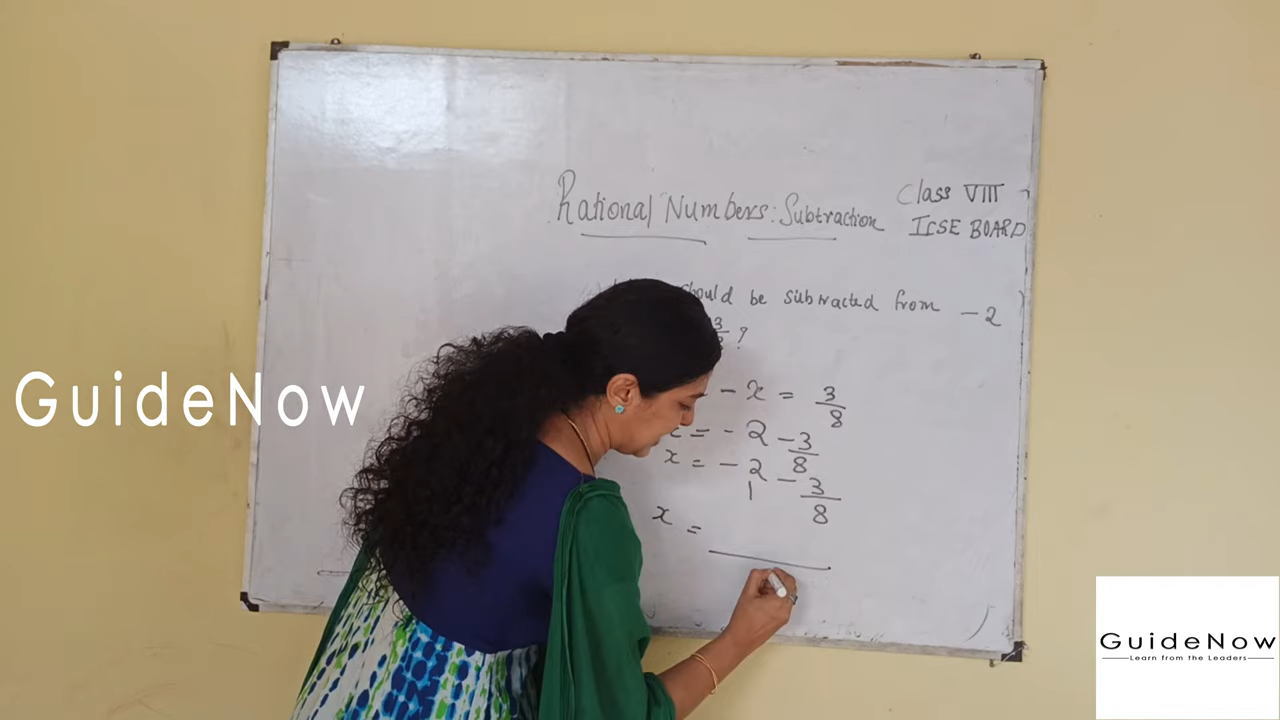 Rational Numbers: Subtraction
Class VIII
ICSE BOARD
should be subtracted from -2
3/8?
- x = 3/8
x = - 2 - 3/8
x = - 2/1 - 3/8
x =
GuideNow
GuideNow
Learn from the Leaders